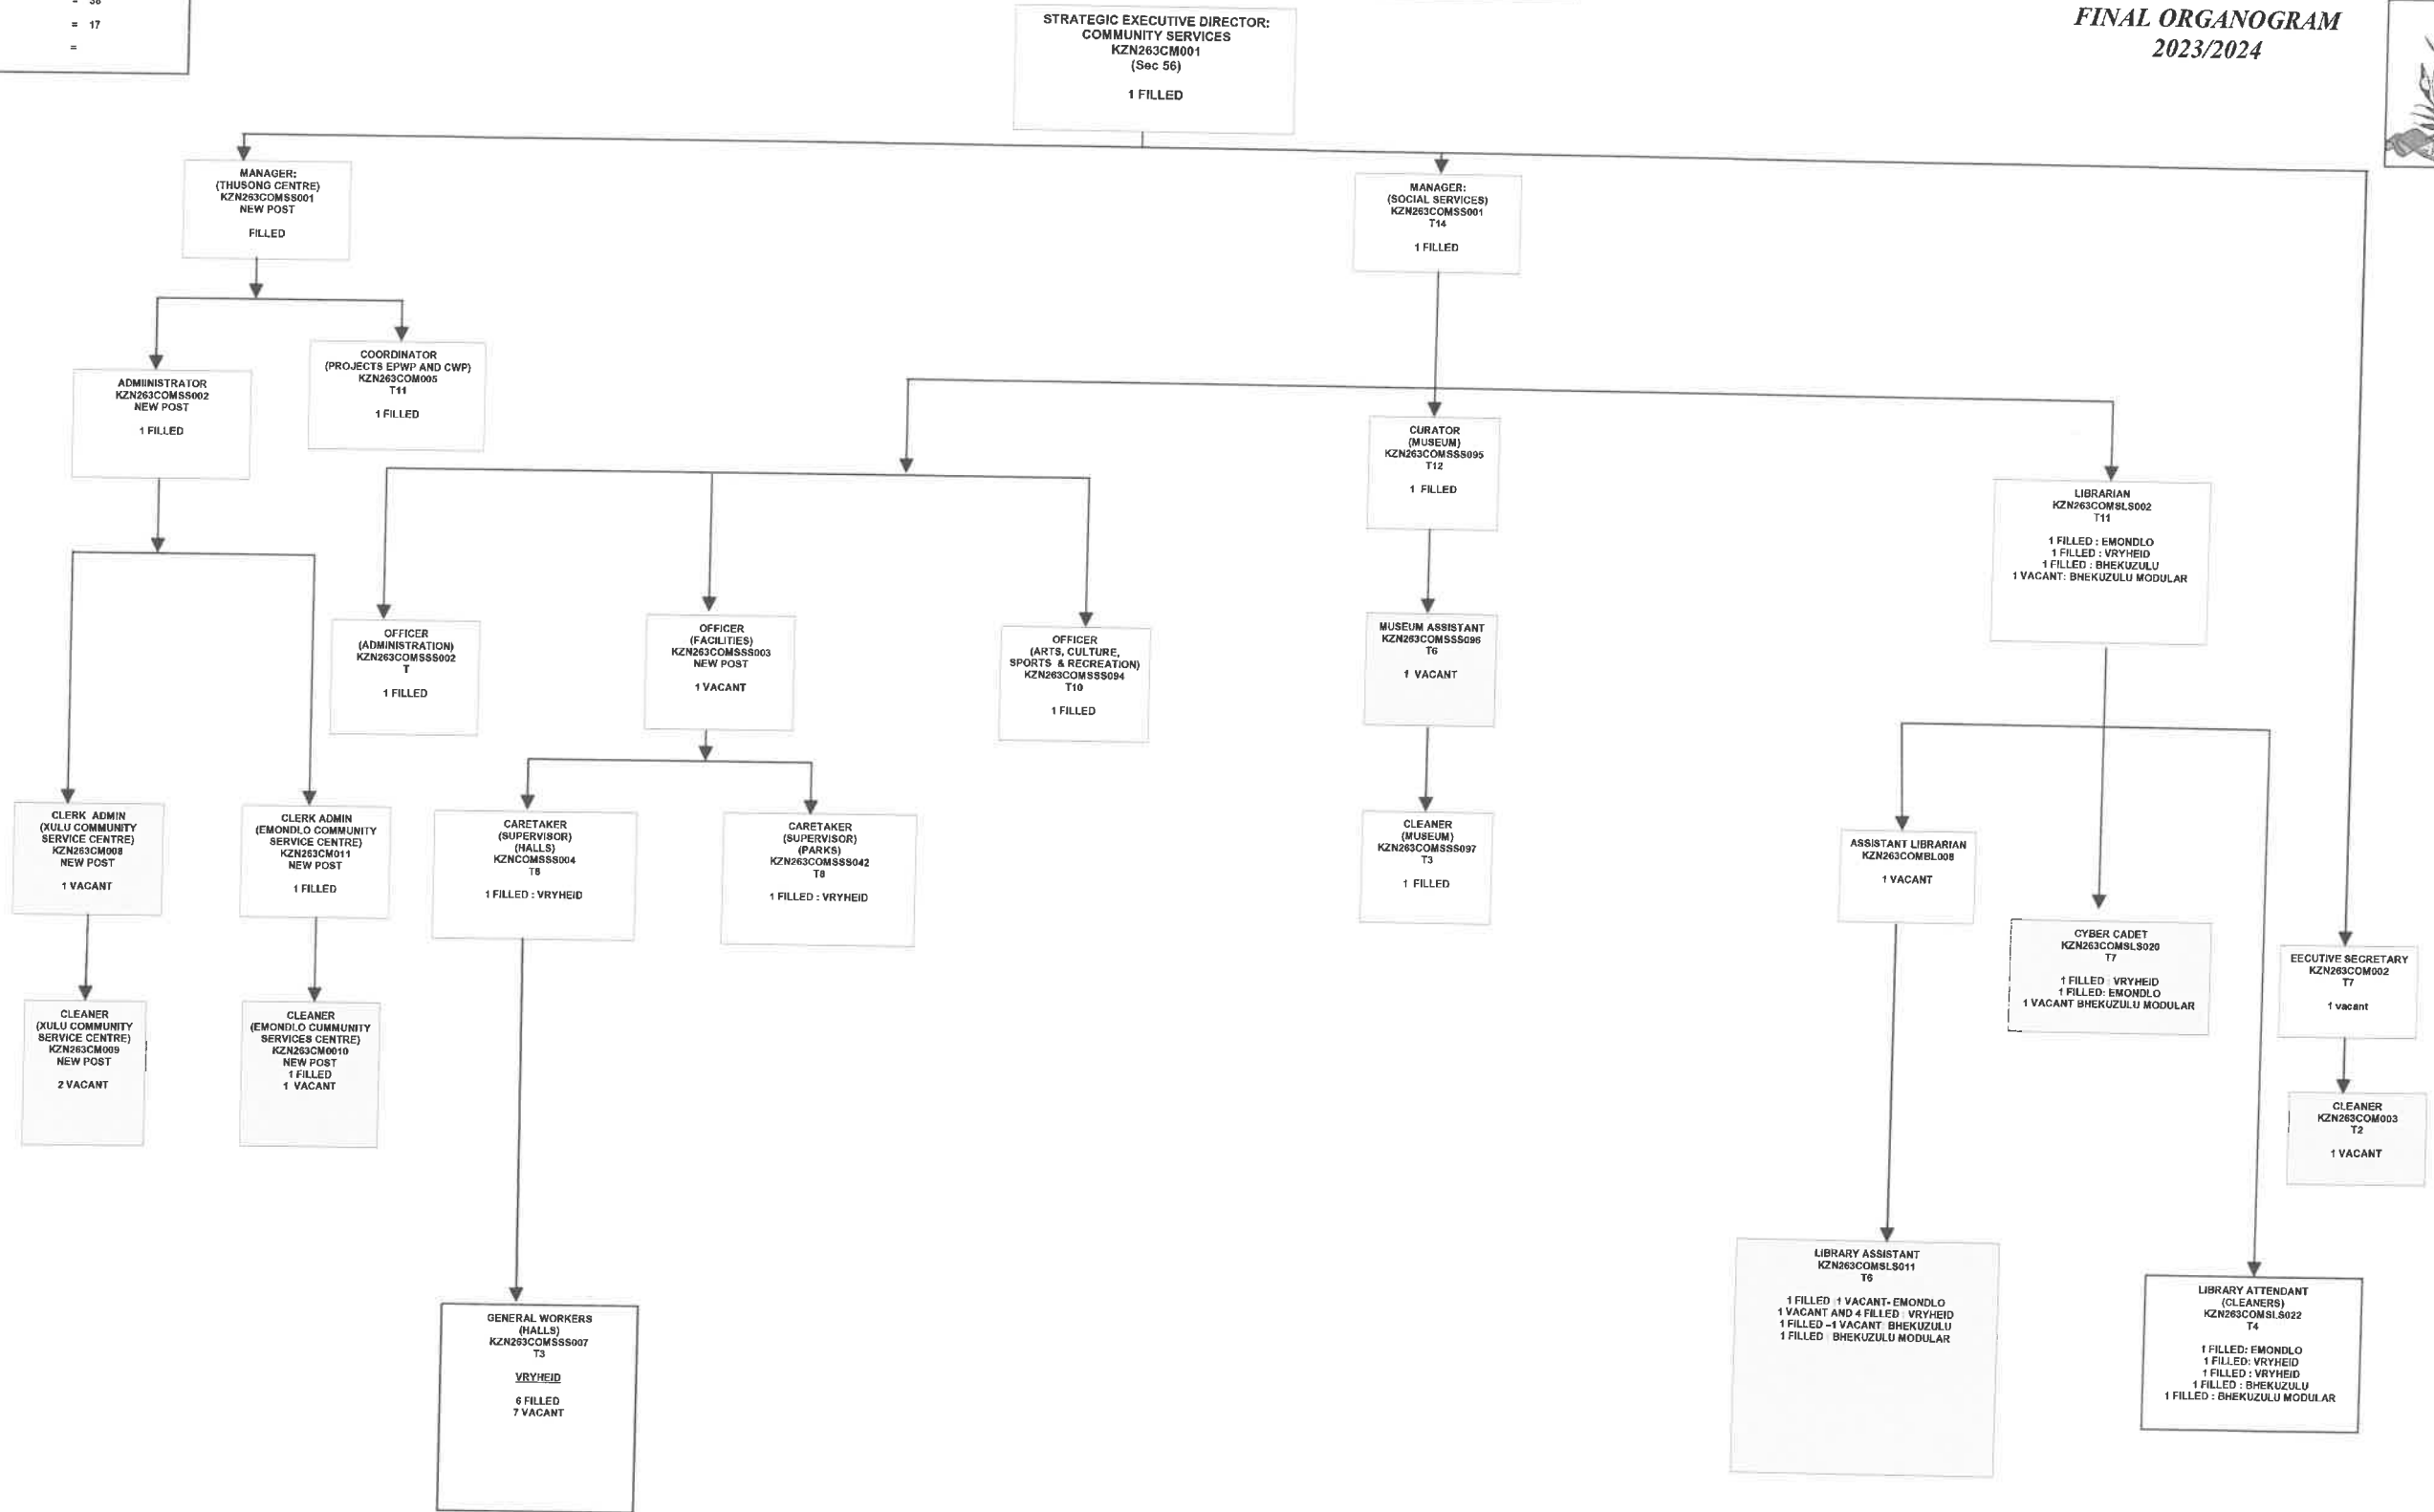 = 38
= 17
=
STRATEGIC EXECUTIVE DIRECTOR:
COMMUNITY SERVICES
KZN263CM001
(Sec 56)
1 FILLED
FINAL ORGANOGRAM
2023/2024
MANAGER:
(THUSONG CENTRE)
KZN263COMSS001
NEW POST
FILLED
MANAGER:
(SOCIAL SERVICES)
KZN263COMSS001
T14
1 FILLED
ADMIINISTRATOR
KZN263COMSS002
NEW POST
1 FILLED
COORDINATOR
(PROJECTS EPWP AND CWP)
KZN263COM005
T11
1 FILLED
CURATOR
(MUSEUM)
KZN263COMSSS095
T12
1 FILLED
LIBRARIAN
KZN263COMSLS002
T11
1 FILLED : EMONDLO
1 FILLED : VRYHEID
1 FILLED : BHEKUZULU
1 VACANT: BHEKUZULU MODULAR
OFFICER
(ADMINISTRATION)
KZN263COMSSS002
T
1 FILLED
OFFICER
(FACILITIES)
KZN263COMSSS003
NEW POST
1 VACANT
OFFICER
(ARTS, CULTURE,
SPORTS & RECREATION)
KZN263COMSSS094
T10
1 FILLED
MUSEUM ASSISTANT
KZN263COMSSS096
T6
1 VACANT
CLERK ADMIN
(XULU COMMUNITY
SERVICE CENTRE)
KZN263CM008
NEW POST
1 VACANT
CLERK ADMIN
(EMONDLO COMMUNITY
SERVICE CENTRE)
KZN263CM011
NEW POST
1 FILLED
CARETAKER
(SUPERVISOR)
(HALLS)
KZNCOMSSS004
T8
1 FILLED : VRYHEID
CARETAKER
(SUPERVISOR)
(PARKS)
KZN263COMSSS042
T8
1 FILLED : VRYHEID
CLEANER
(MUSEUM)
KZN263COMSSS097
T3
1 FILLED
ASSISTANT LIBRARIAN
KZN263COMBL008
1 VACANT
CYBER CADET
KZN263COMSLS020
T7
1 FILLED : VRYHEID
1 FILLED: EMONDLO
1 VACANT BHEKUZULU MODULAR
EECUTIVE SECRETARY
KZN263COM002
T7
1 vacant
CLEANER
(XULU COMMUNITY
SERVICE CENTRE)
KZN263CM009
NEW POST
2 VACANT
CLEANER
(EMONDLO CUMMUNITY
SERVICES CENTRE)
KZN263CM0010
NEW POST
1 FILLED
1 VACANT
CLEANER
KZN263COM003
T2
1 VACANT
GENERAL WORKERS
(HALLS)
KZN263COMSSS007
T3
VRYHEID
6 FILLED
7 VACANT
LIBRARY ASSISTANT
KZN263COMSLS011
T6
1 FILLED :1 VACANT- EMONDLO
1 VACANT AND 4 FILLED : VRYHEID
1 FILLED –1 VACANT: BHEKUZULU
1 FILLED : BHEKUZULU MODULAR
LIBRARY ATTENDANT
(CLEANERS)
KZN263COMSLS022
T4
1 FILLED: EMONDLO
1 FILLED: VRYHEID
1 FILLED : VRYHEID
1 FILLED : BHEKUZULU
1 FILLED : BHEKUZULU MODULAR